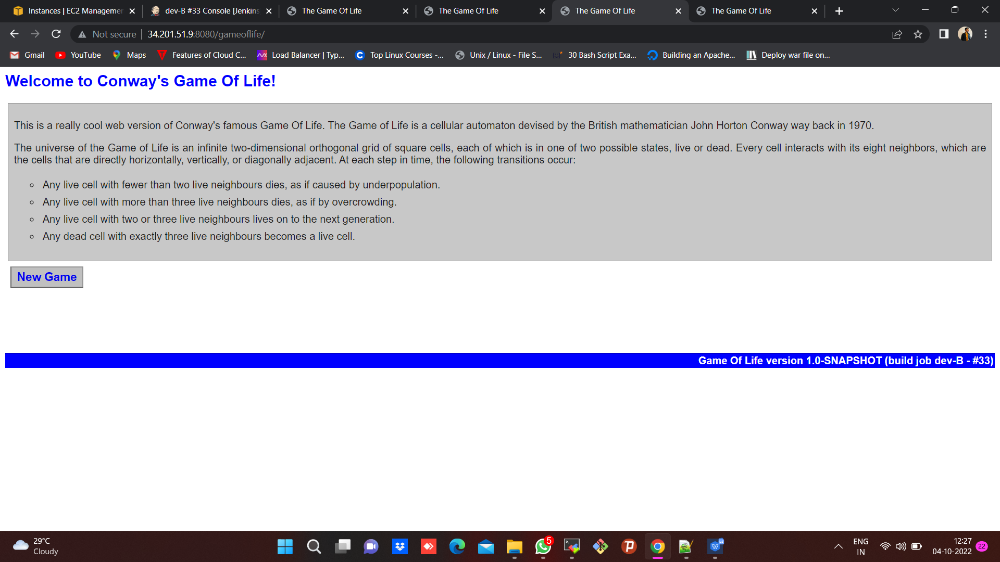 Instances | EC2 Managemen
dev-B #33 Console [Jenkins
The Game Of Life
The Game Of Life
The Game Of Life
The Game Of Life
Not secure
34.201.51.9:8080/gameoflife/
Gmail
YouTube
Maps
Features of Cloud C...
Load Balancer | Typ...
Top Linux Courses -...
Unix / Linux - File S...
30 Bash Script Exa...
Building an Apache...
Deploy war file on...
Welcome to Conway's Game Of Life!
This is a really cool web version of Conway's famous Game Of Life. The Game of Life is a cellular automaton devised by the British mathematician John Horton Conway way back in 1970.
The universe of the Game of Life is an infinite two-dimensional orthogonal grid of square cells, each of which is in one of two possible states, live or dead. Every cell interacts with its eight neighbors, which are
the cells that are directly horizontally, vertically, or diagonally adjacent. At each step in time, the following transitions occur:
Any live cell with fewer than two live neighbours dies, as if caused by underpopulation.
Any live cell with more than three live neighbours dies, as if by overcrowding.
Any live cell with two or three live neighbours lives on to the next generation.
Any dead cell with exactly three live neighbours becomes a live cell.
New Game
Game Of Life version 1.0-SNAPSHOT (build job dev-B - #33)
29°C
Cloudy
5
ENG
IN
12:27
04-10-2022
22